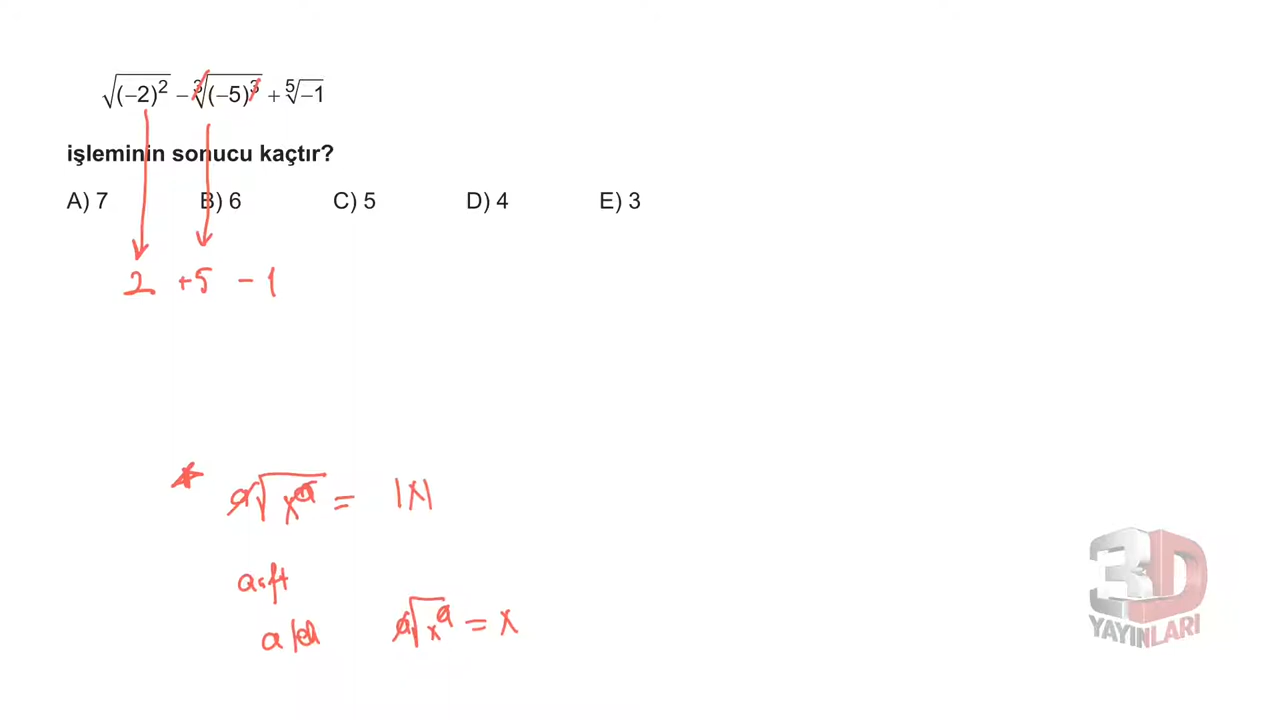 √(-2)² - ³√(-5)³ + ⁵√-1
işleminin sonucu kaçtır?
A) 7 B) 6 C) 5 D) 4 E) 3
2 +5 - 1
ᵃ√xᵃ = |x|
a çift
ᵃ√xᵃ = x
3D
YAYINLARI